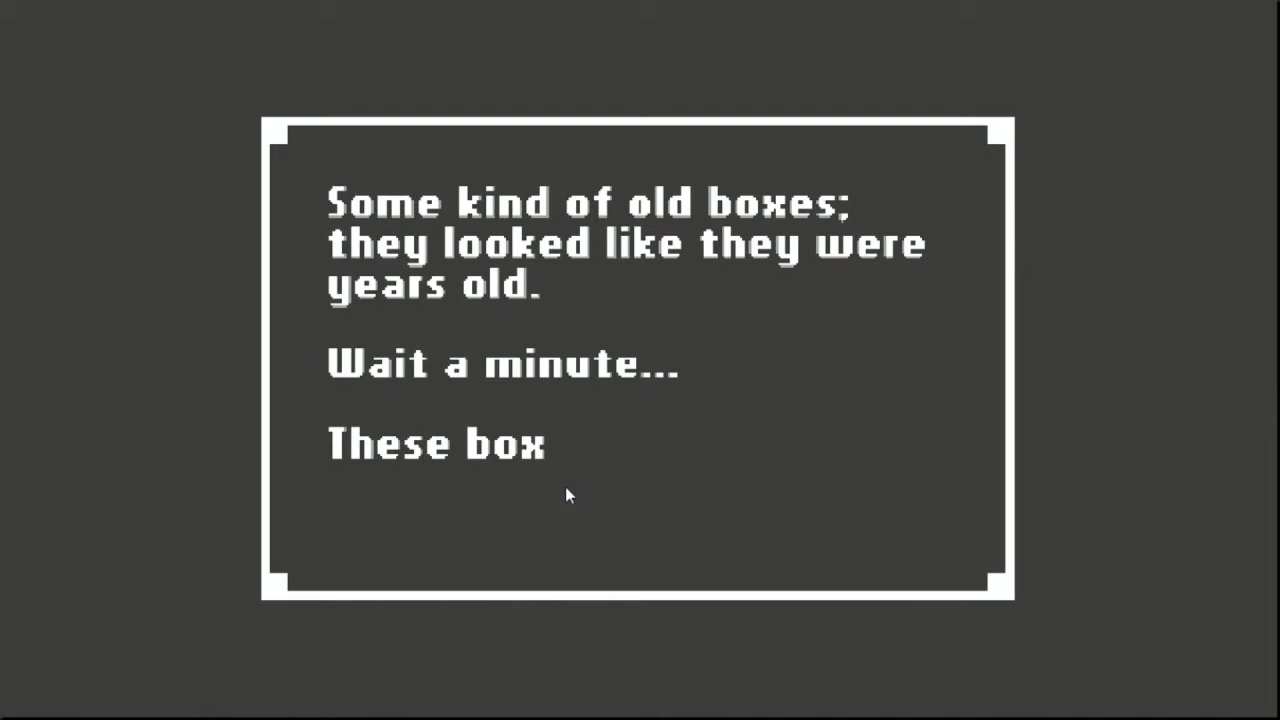 Some kind of old boxes;
they looked like they were
years old.
Wait a minute...
These box